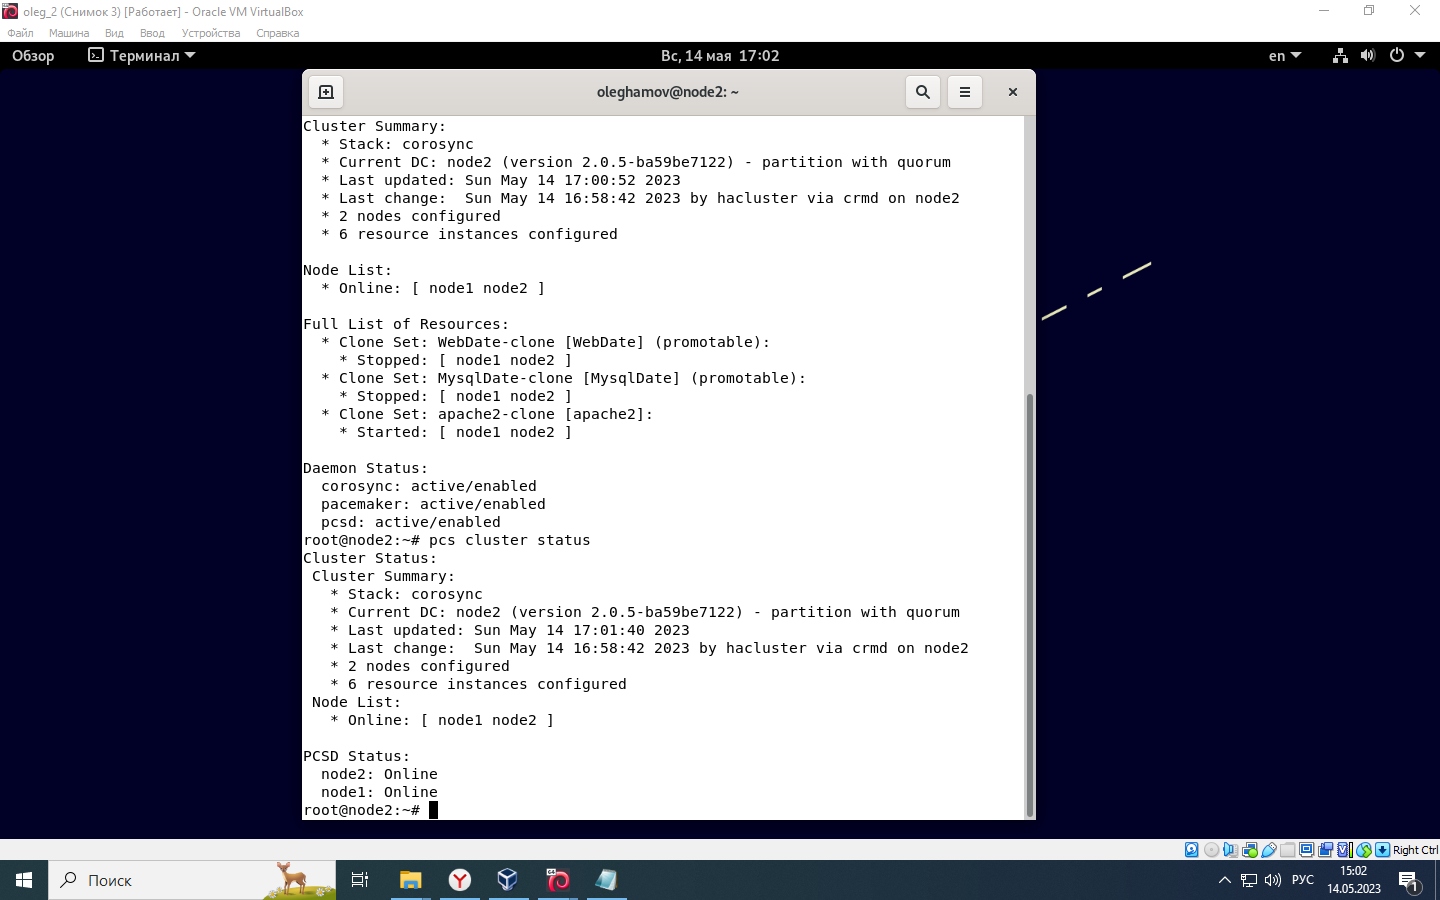 oleg_2 (Снимок 3) [Работает] - Oracle VM VirtualBox
Файл Машина Вид Ввод Устройства Справка
Обзор Терминал Вс, 14 мая 17:02 en
oleghamov@node2: ~
Cluster Summary:
  * Stack: corosync
  * Current DC: node2 (version 2.0.5-ba59be7122) - partition with quorum
  * Last updated: Sun May 14 17:00:52 2023
  * Last change:  Sun May 14 16:58:42 2023 by hacluster via crmd on node2
  * 2 nodes configured
  * 6 resource instances configured

Node List:
  * Online: [ node1 node2 ]

Full List of Resources:
  * Clone Set: WebDate-clone [WebDate] (promotable):
    * Stopped: [ node1 node2 ]
  * Clone Set: MysqlDate-clone [MysqlDate] (promotable):
    * Stopped: [ node1 node2 ]
  * Clone Set: apache2-clone [apache2]:
    * Started: [ node1 node2 ]

Daemon Status:
  corosync: active/enabled
  pacemaker: active/enabled
  pcsd: active/enabled
root@node2:~# pcs cluster status
Cluster Status:
 Cluster Summary:
   * Stack: corosync
   * Current DC: node2 (version 2.0.5-ba59be7122) - partition with quorum
   * Last updated: Sun May 14 17:01:40 2023
   * Last change:  Sun May 14 16:58:42 2023 by hacluster via crmd on node2
   * 2 nodes configured
   * 6 resource instances configured
 Node List:
   * Online: [ node1 node2 ]

PCSD Status:
  node2: Online
  node1: Online
root@node2:~#
Right Ctrl
Поиск
РУС
15:02
14.05.2023
1